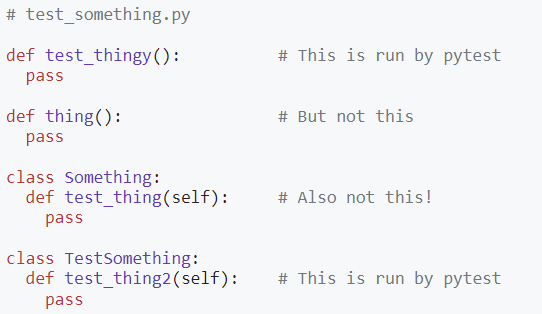 # test_something.py
def test_thingy():          # This is run by pytest
  pass
def thing():                # But not this
  pass
class Something:
  def test_thing(self):     # Also not this!
    pass
class TestSomething:
  def test_thing2(self):    # This is run by pytest
    pass